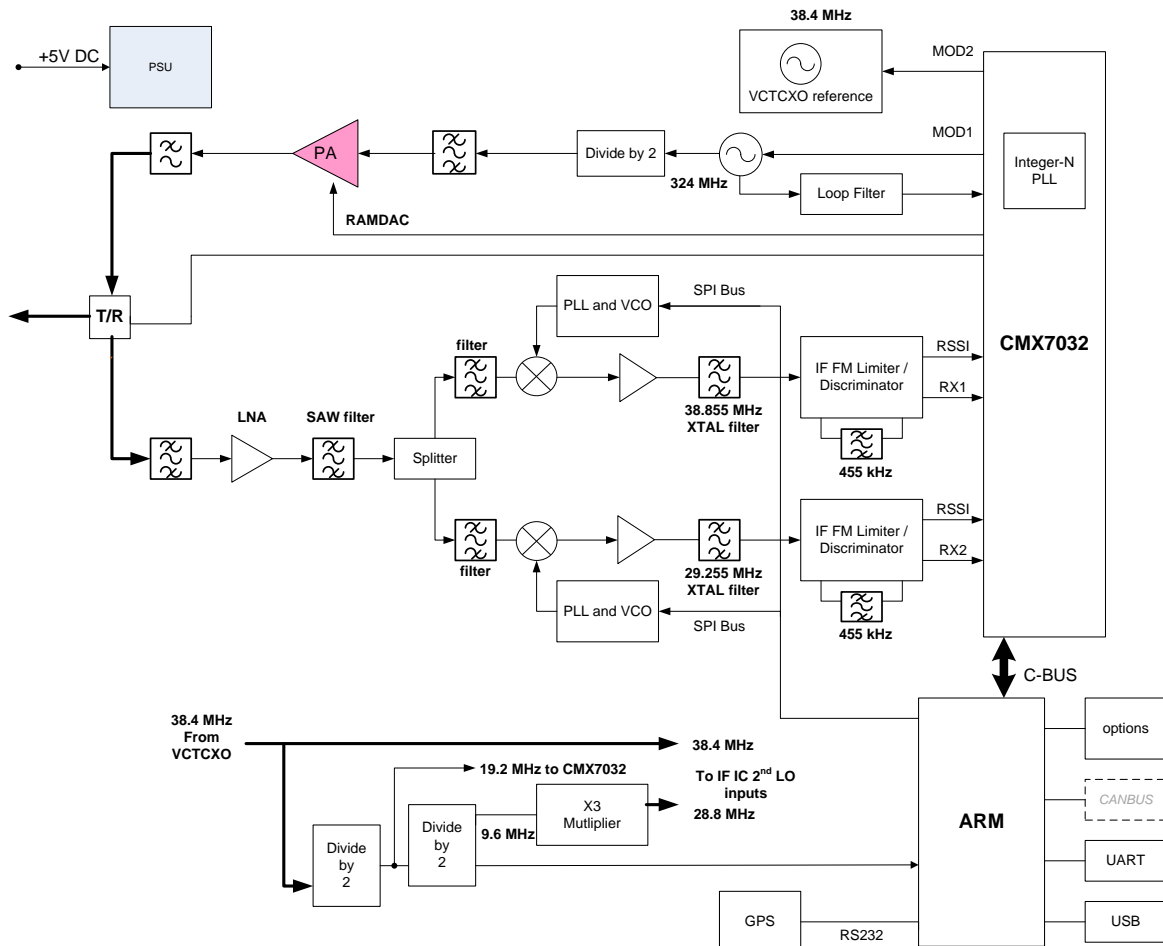 38.4 MHz
+5V DC
PSU
VCTCXO reference
MOD2
MOD1
PA
Divide by 2
324 MHz
Loop Filter
Integer-N
PLL
RAMDAC
T/R
PLL and VCO
SPI Bus
CMX7032
filter
IF FM Limiter /
Discriminator
RSSI
RX1
LNA
SAW filter
38.855 MHz
XTAL filter
Splitter
455 kHz
filter
IF FM Limiter /
Discriminator
RSSI
RX2
29.255 MHz
XTAL filter
PLL and VCO
SPI Bus
455 kHz
C-BUS
38.4 MHz
From
VCTCXO
38.4 MHz
19.2 MHz to CMX7032
To IF IC 2nd LO
inputs
28.8 MHz
X3
Mutliplier
9.6 MHz
Divide
by
2
Divide
by
2
options
CANBUS
ARM
UART
GPS
RS232
USB